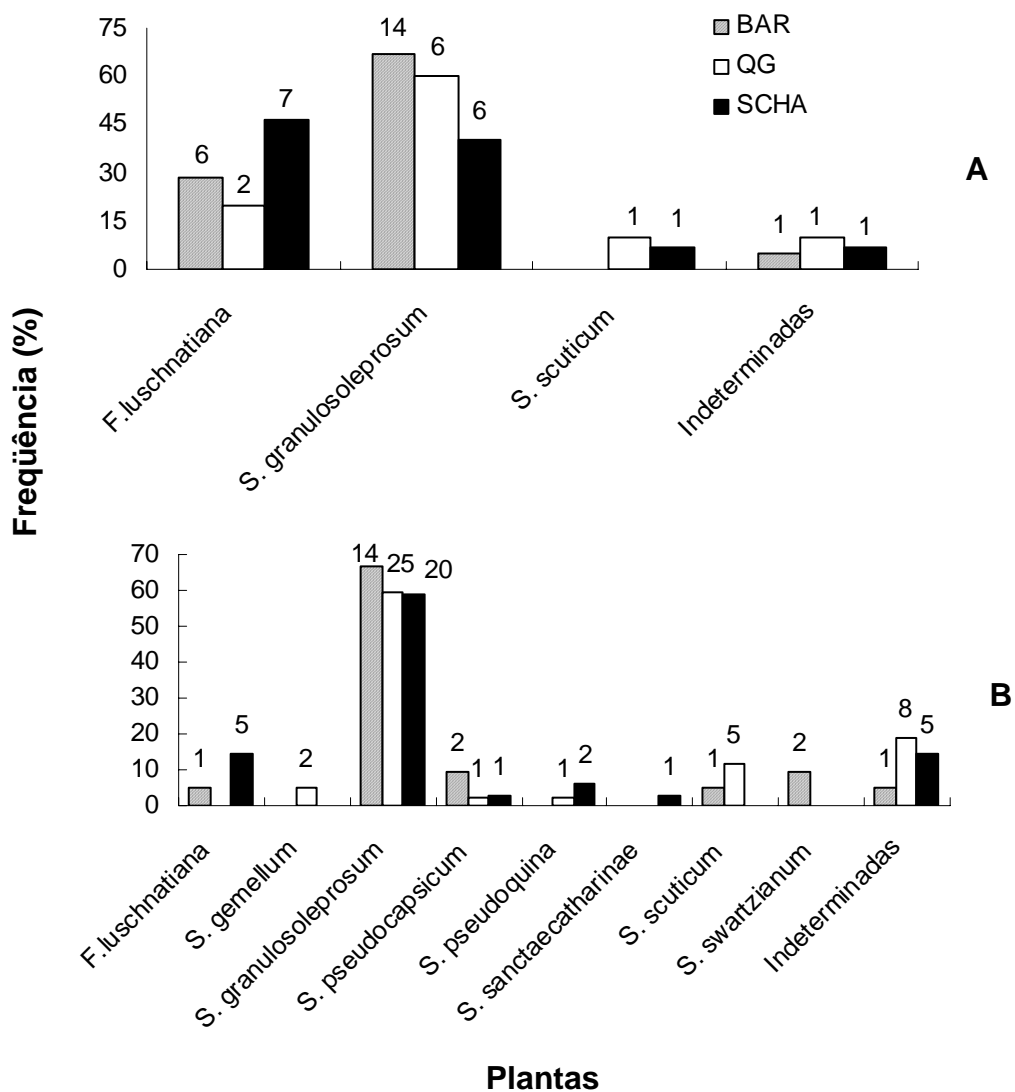 75
60
45
30
15
0
BAR
QG
SCHA
6 2 7
14 6 6
1 1
1 1 1
A
F.luschnatiana
S. granulosoleprosum
S. scuticum
Indeterminadas
Freqüência (%)
70
60
50
40
30
20
10
0
1 5
2
14 25 20
2 1 1
1 2
1
1 5
2
1 8 5
B
F.luschnatiana
S. gemellum
S. granulosoleprosum
S. pseudocapsicum
S. pseudoquina
S. sanctaecatharinae
S. scuticum
S. swartzianum
Indeterminadas
Plantas